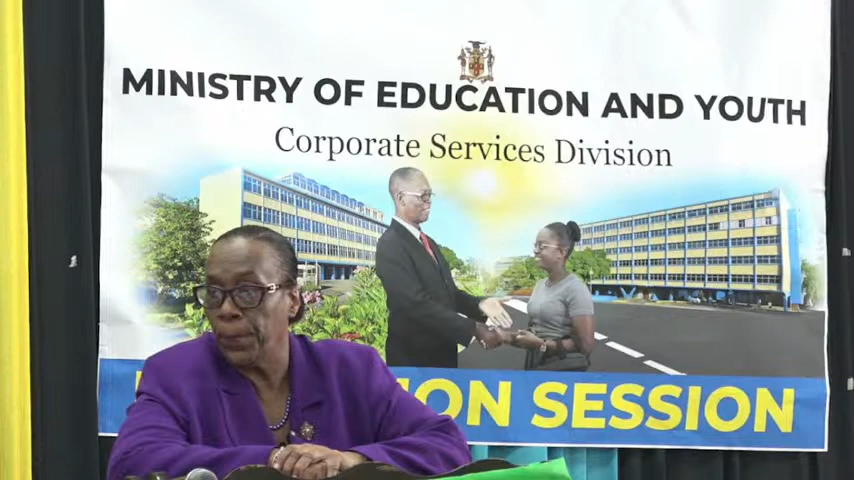 MINISTRY OF EDUCATION AND YOUTH
Corporate Services Division
ON SESSION